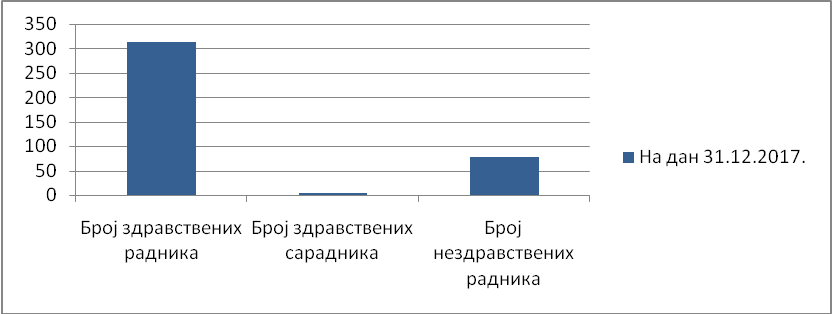 350
300
250
200
150
100
50
0
Број здравствених
радника
Број здравствених
сарадника
Број
нездравствених
радника
На дан 31.12.2017.